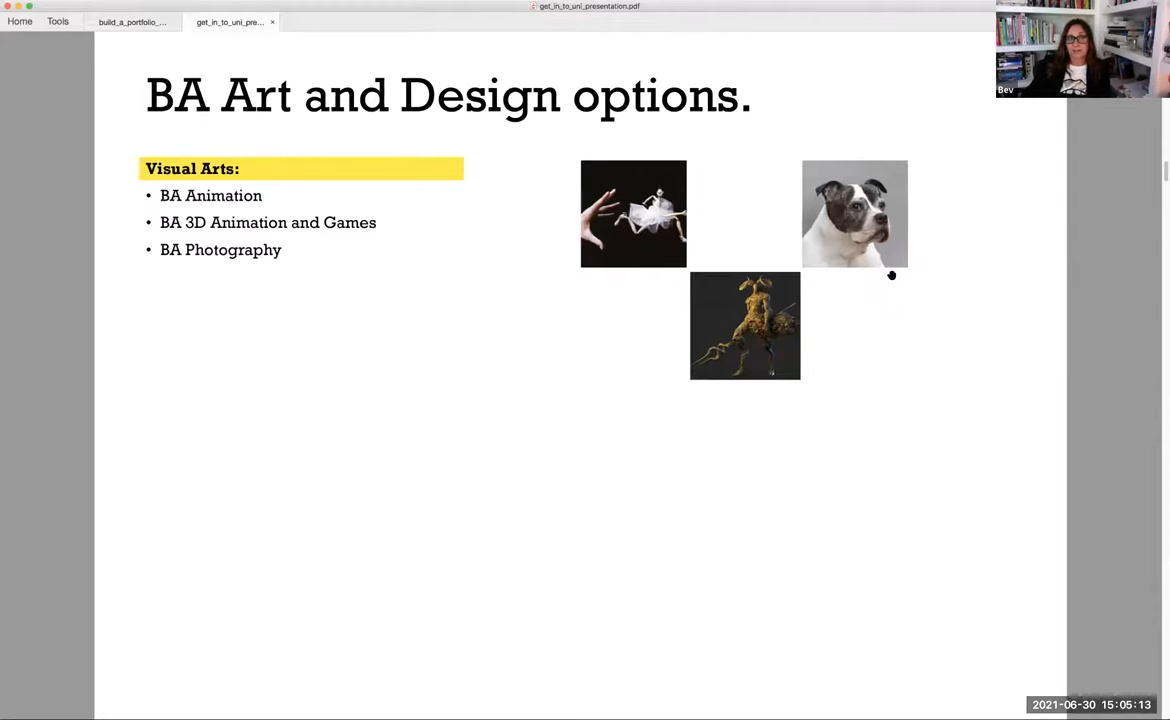 get_in_to_uni_presentation.pdf
Home Tools build_a_portfolio_... get_in_to_uni_pre... ×
Bev
BA Art and Design options.
Visual Arts:
• BA Animation
• BA 3D Animation and Games
• BA Photography
2021-06-30 15:05:13